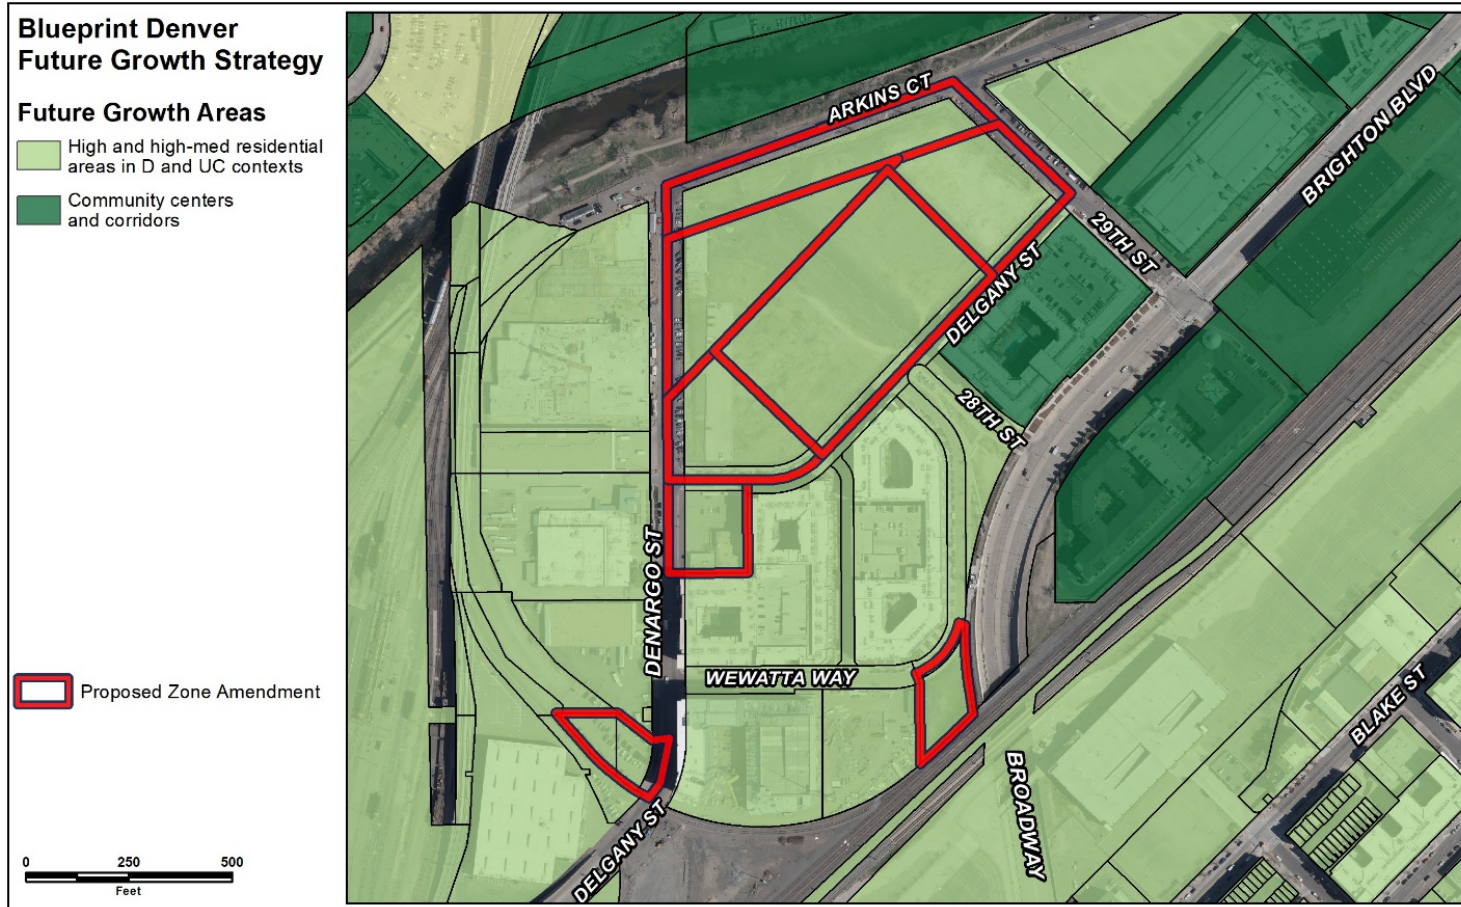 Blueprint Denver
Future Growth Strategy
Future Growth Areas
High and high-med residential
areas in D and UC contexts
Community centers
and corridors
Proposed Zone Amendment
0 250 500
Feet
ARKINS CT
BRIGHTON BLVD
29TH ST
DELGANY ST
28TH ST
DENARGO ST
WEWATTA WAY
BLAKE ST
BROADWAY
DELGANY ST